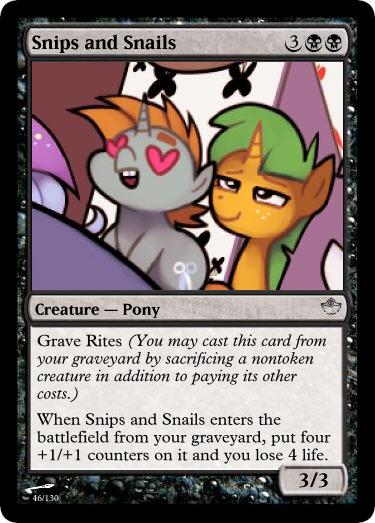 Snips and Snails 3
Creature — Pony
Grave Rites (You may cast this card from
your graveyard by sacrificing a nontoken
creature in addition to paying its other
costs.)
When Snips and Snails enters the
battlefield from your graveyard, put four
+1/+1 counters on it and you lose 4 life.
3/3
46/130